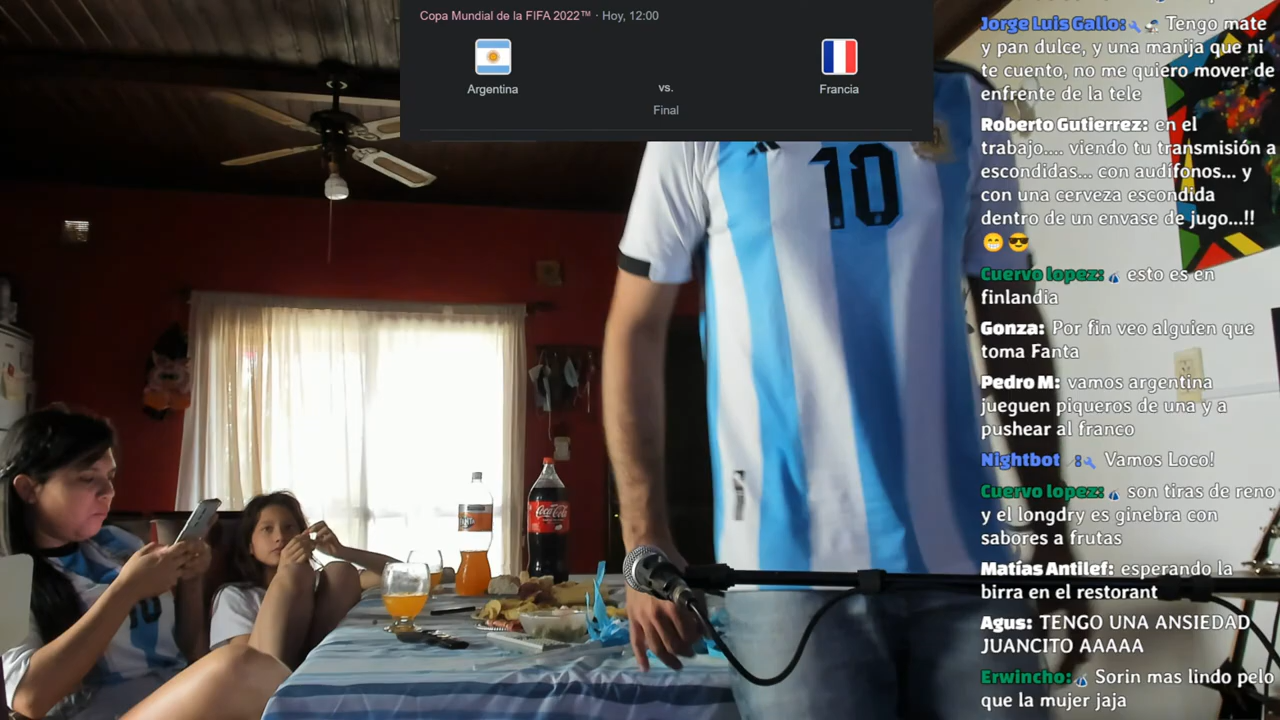 Copa Mundial de la FIFA 2022™ · Hoy, 12:00
Argentina
vs.
Francia
Final
10
Coca-Cola
Jorge Luis Gallo: Tengo mate
y pan dulce, y una manija que ni
te cuento, no me quiero mover de
enfrente de la tele
Roberto Gutierrez: en el
trabajo.... viendo tu transmisión a
escondidas... con audífonos... y
con una cerveza escondida
dentro de un envase de jugo...!!
😁😎
Cuervo lopez: esto es en
finlandia
Gonza: Por fin veo alguien que
toma Fanta
Pedro M: vamos argentina
jueguen piqueros de una y a
pushear al franco
Nightbot : Vamos Loco!
Cuervo lopez: son tiras de reno
y el longdry es ginebra con
sabores a frutas
Matías Antilef: esperando la
birra en el restorant
Agus: TENGO UNA ANSIEDAD
JUANCITO AAAAA
Erwincho: Sorin mas lindo pelo
que la mujer jaja